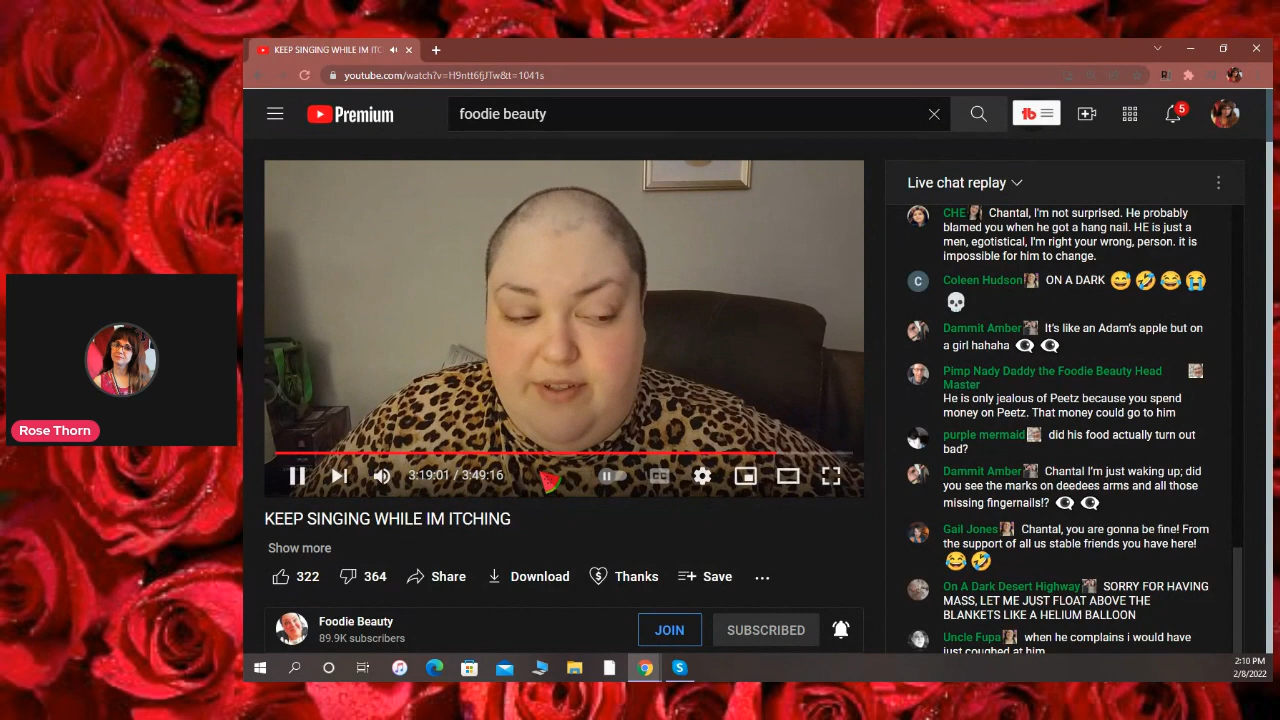 KEEP SINGING WHILE IM ITC
youtube.com/watch?v=H9ntt6fjJTw&t=1041s
Premium
foodie beauty
tb
5
Live chat replay
CHE Chantal, I'm not surprised. He probably
blamed you when he got a hang nail. HE is just a
men, egotistical, I'm right your wrong, person. it is
impossible for him to change.
C
Coleen Hudson ON A DARK
Dammit Amber It's like an Adam's apple but on
a girl hahaha
Pimp Nady Daddy the Foodie Beauty Head
Master
He is only jealous of Peetz because you spend
money on Peetz. That money could go to him
purple mermaid did his food actually turn out
bad?
Dammit Amber Chantal I'm just waking up; did
you see the marks on deedees arms and all those
missing fingernails!?
Gail Jones Chantal, you are gonna be fine! From
the support of all us stable friends you have here!
On A Dark Desert Highway SORRY FOR HAVING
MASS, LET ME JUST FLOAT ABOVE THE
BLANKETS LIKE A HELIUM BALLOON
Uncle Fupa when he complains i would have
just coughed at him
Rose Thorn
3:19:01 / 3:49:16
CC
KEEP SINGING WHILE IM ITCHING
Show more
322
364
Share
Download
Thanks
Save
Foodie Beauty
89.9K subscribers
JOIN
SUBSCRIBED
2:10 PM
2/8/2022